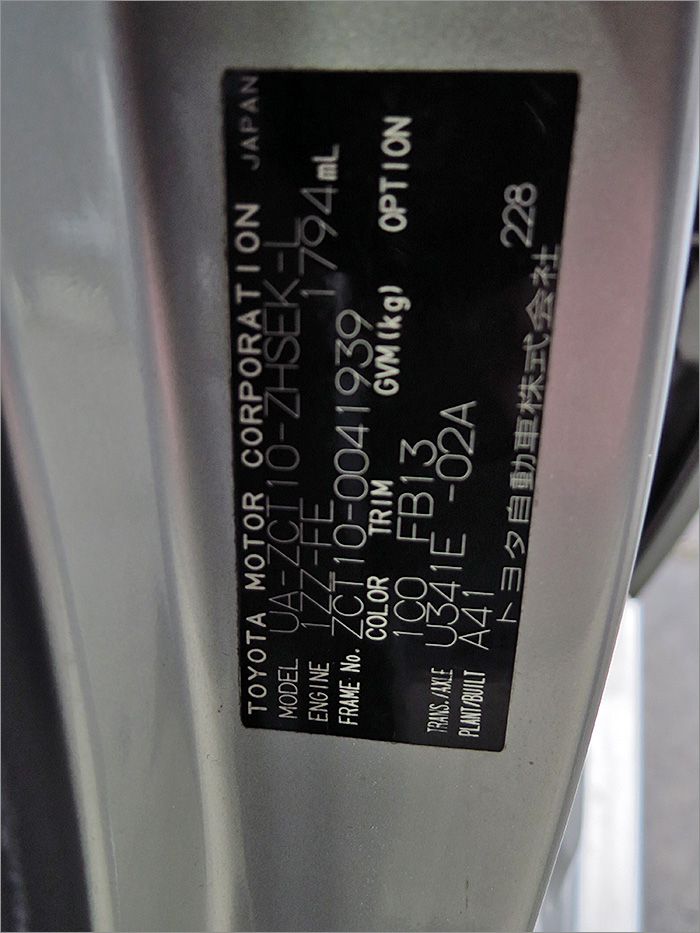 TOYOTA MOTOR CORPORATION JAPAN
MODEL UA-ZCT10-ZHSEK-L
ENGINE 1ZZ-FE 1794mL
FRAME No. ZCT10-0041939
COLOR TRIM GVM(kg) OPTION
1C0 FB13
TRANS./AXLE U341E -02A
PLANT/BUILT A41
トヨタ自動車株式会社 228